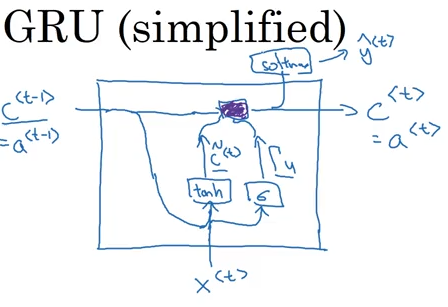 GRU (simplified)
softmax
ŷ<t>
c<t-1>
= a<t-1>
c̃<t>
Γu
tanh
σ
c<t>
= a<t>
x<t>